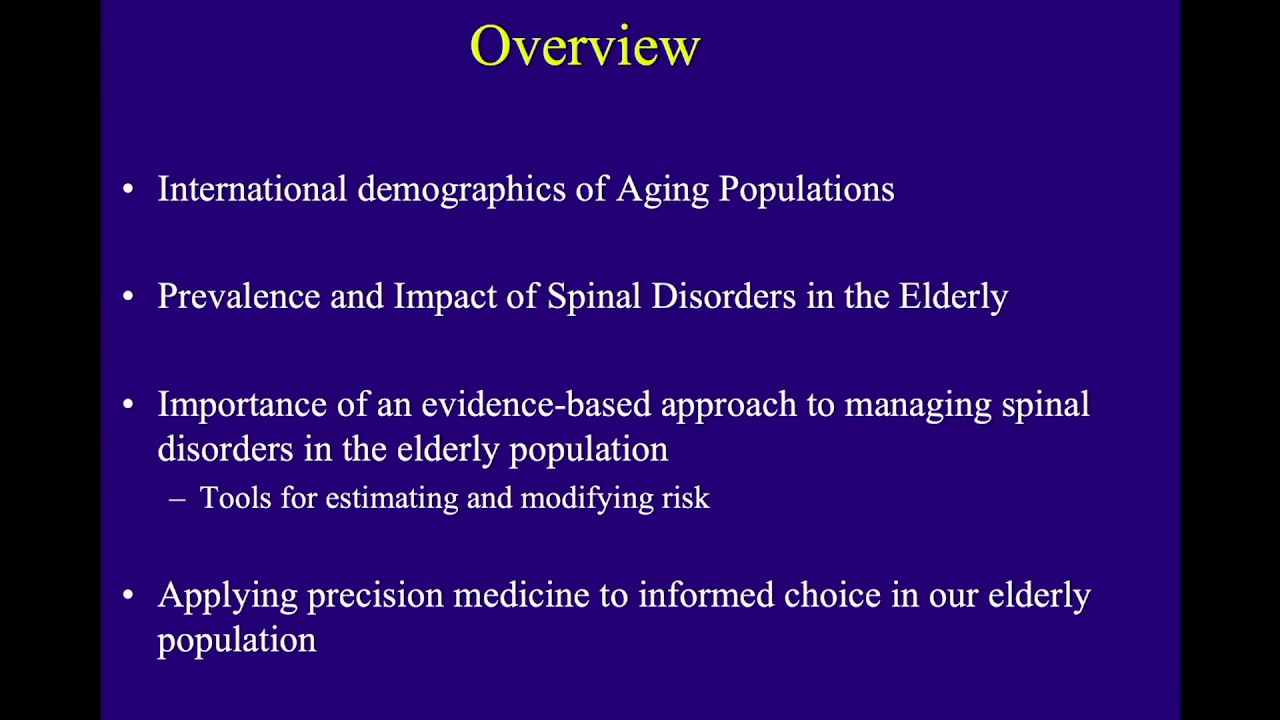 Overview
• International demographics of Aging Populations
• Prevalence and Impact of Spinal Disorders in the Elderly
• Importance of an evidence-based approach to managing spinal
disorders in the elderly population
– Tools for estimating and modifying risk
• Applying precision medicine to informed choice in our elderly
population